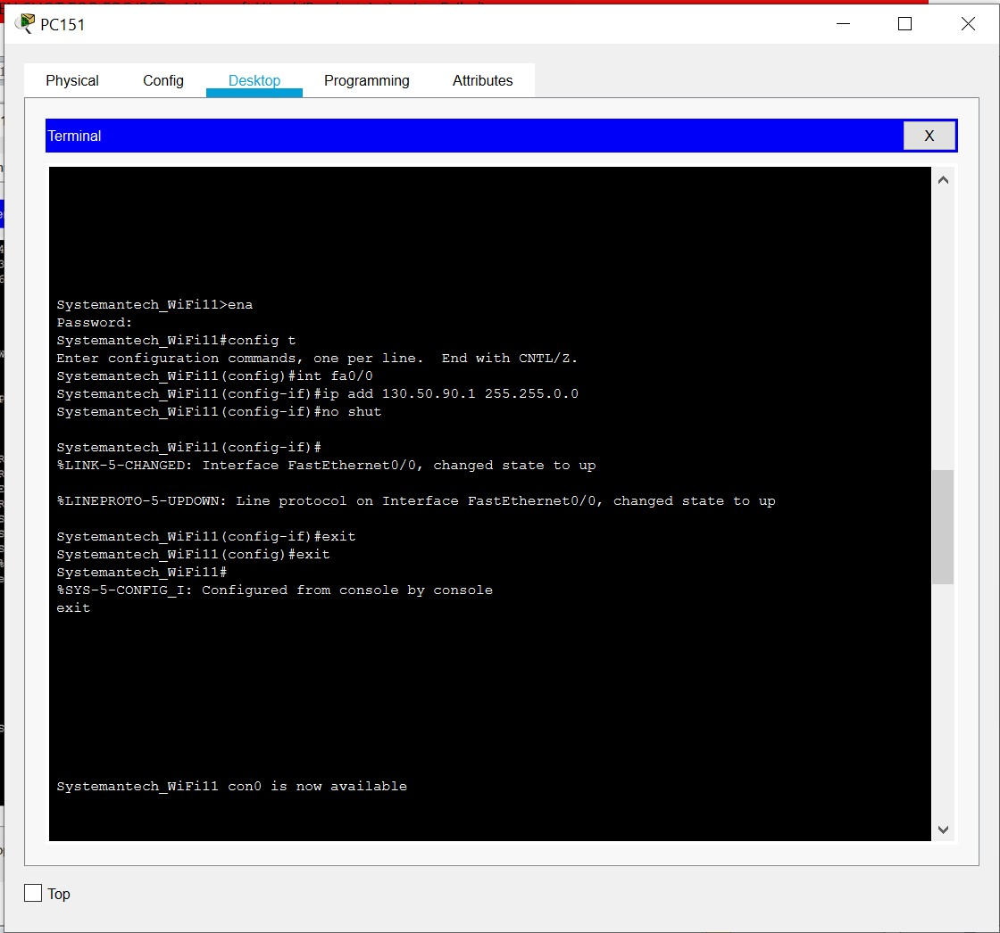 PC151
Physical Config Desktop Programming Attributes
Terminal X
Systemantech_WiFi11>ena
Password:
Systemantech_WiFi11#config t
Enter configuration commands, one per line.  End with CNTL/Z.
Systemantech_WiFi11(config)#int fa0/0
Systemantech_WiFi11(config-if)#ip add 130.50.90.1 255.255.0.0
Systemantech_WiFi11(config-if)#no shut
Systemantech_WiFi11(config-if)#
%LINK-5-CHANGED: Interface FastEthernet0/0, changed state to up
%LINEPROTO-5-UPDOWN: Line protocol on Interface FastEthernet0/0, changed state to up
Systemantech_WiFi11(config-if)#exit
Systemantech_WiFi11(config)#exit
Systemantech_WiFi11#
%SYS-5-CONFIG_I: Configured from console by console
exit
Systemantech_WiFi11 con0 is now available
Top